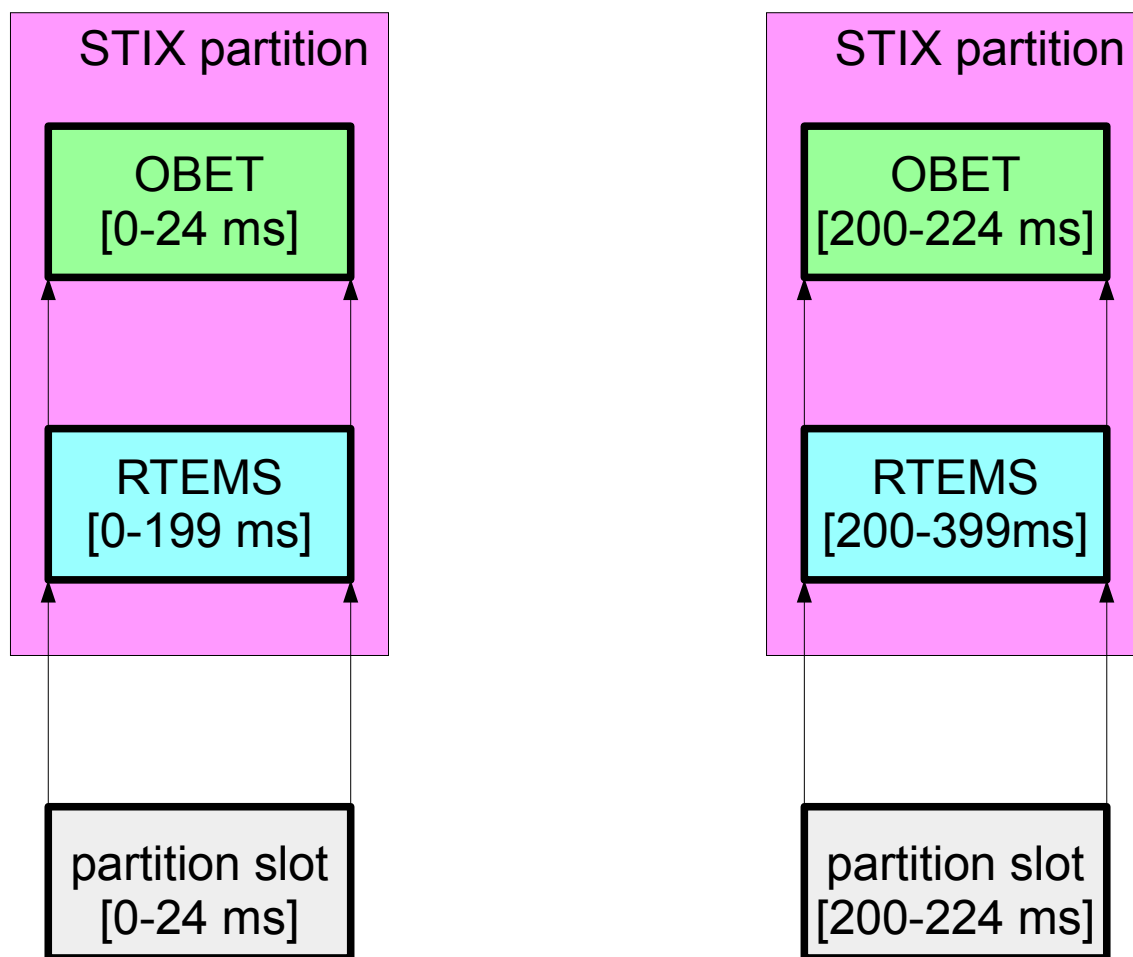 STIX partition
OBET
[0-24 ms]
RTEMS
[0-199 ms]
partition slot
[0-24 ms]
STIX partition
OBET
[200-224 ms]
RTEMS
[200-399ms]
partition slot
[200-224 ms]